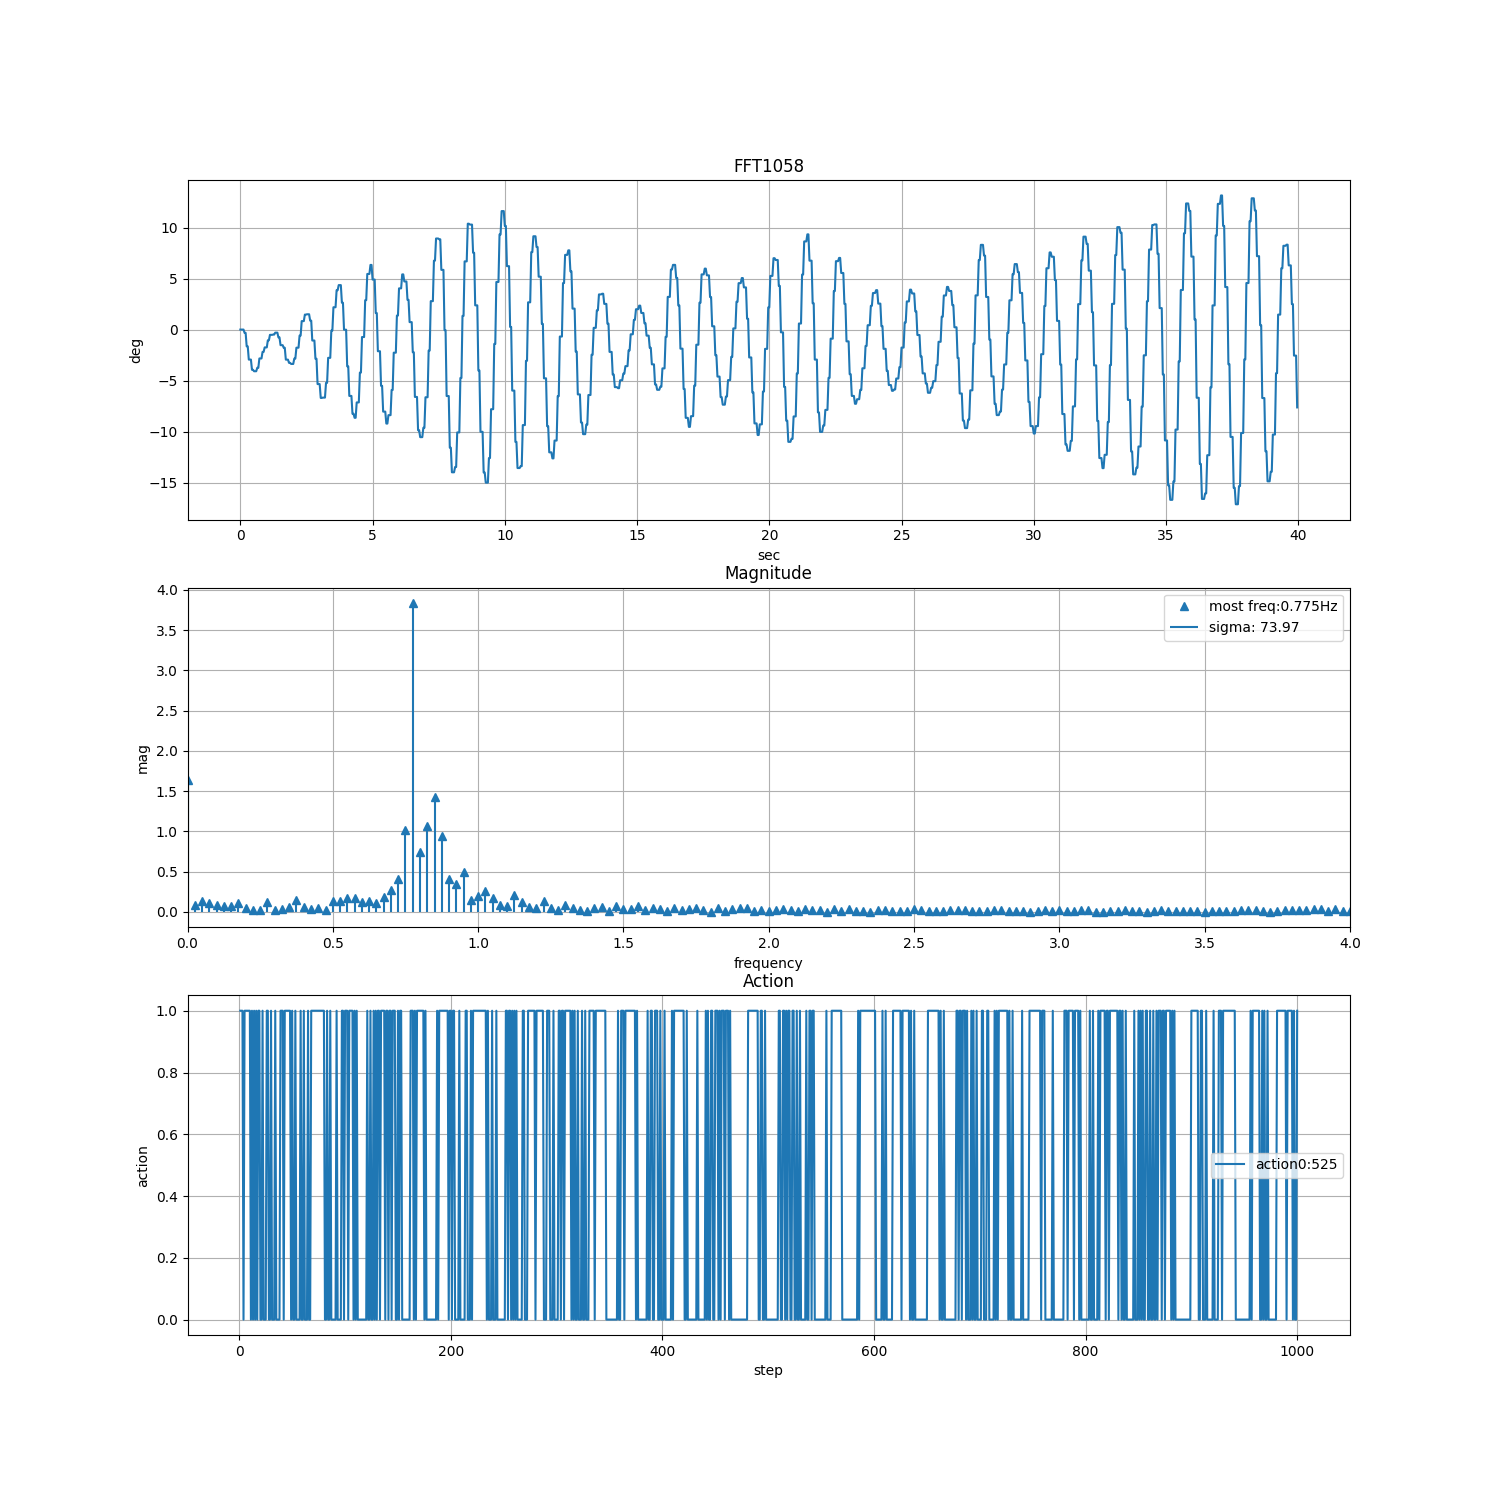 FFT1058
10
5
0
−5
−10
−15
deg
0 5 10 15 20 25 30 35 40
sec
Magnitude
4.0
3.5
3.0
2.5
2.0
1.5
1.0
0.5
0.0
mag
most freq:0.775Hz
sigma: 73.97
0.0 0.5 1.0 1.5 2.0 2.5 3.0 3.5 4.0
frequency
Action
1.0
0.8
0.6
0.4
0.2
0.0
action
action0:525
0 200 400 600 800 1000
step